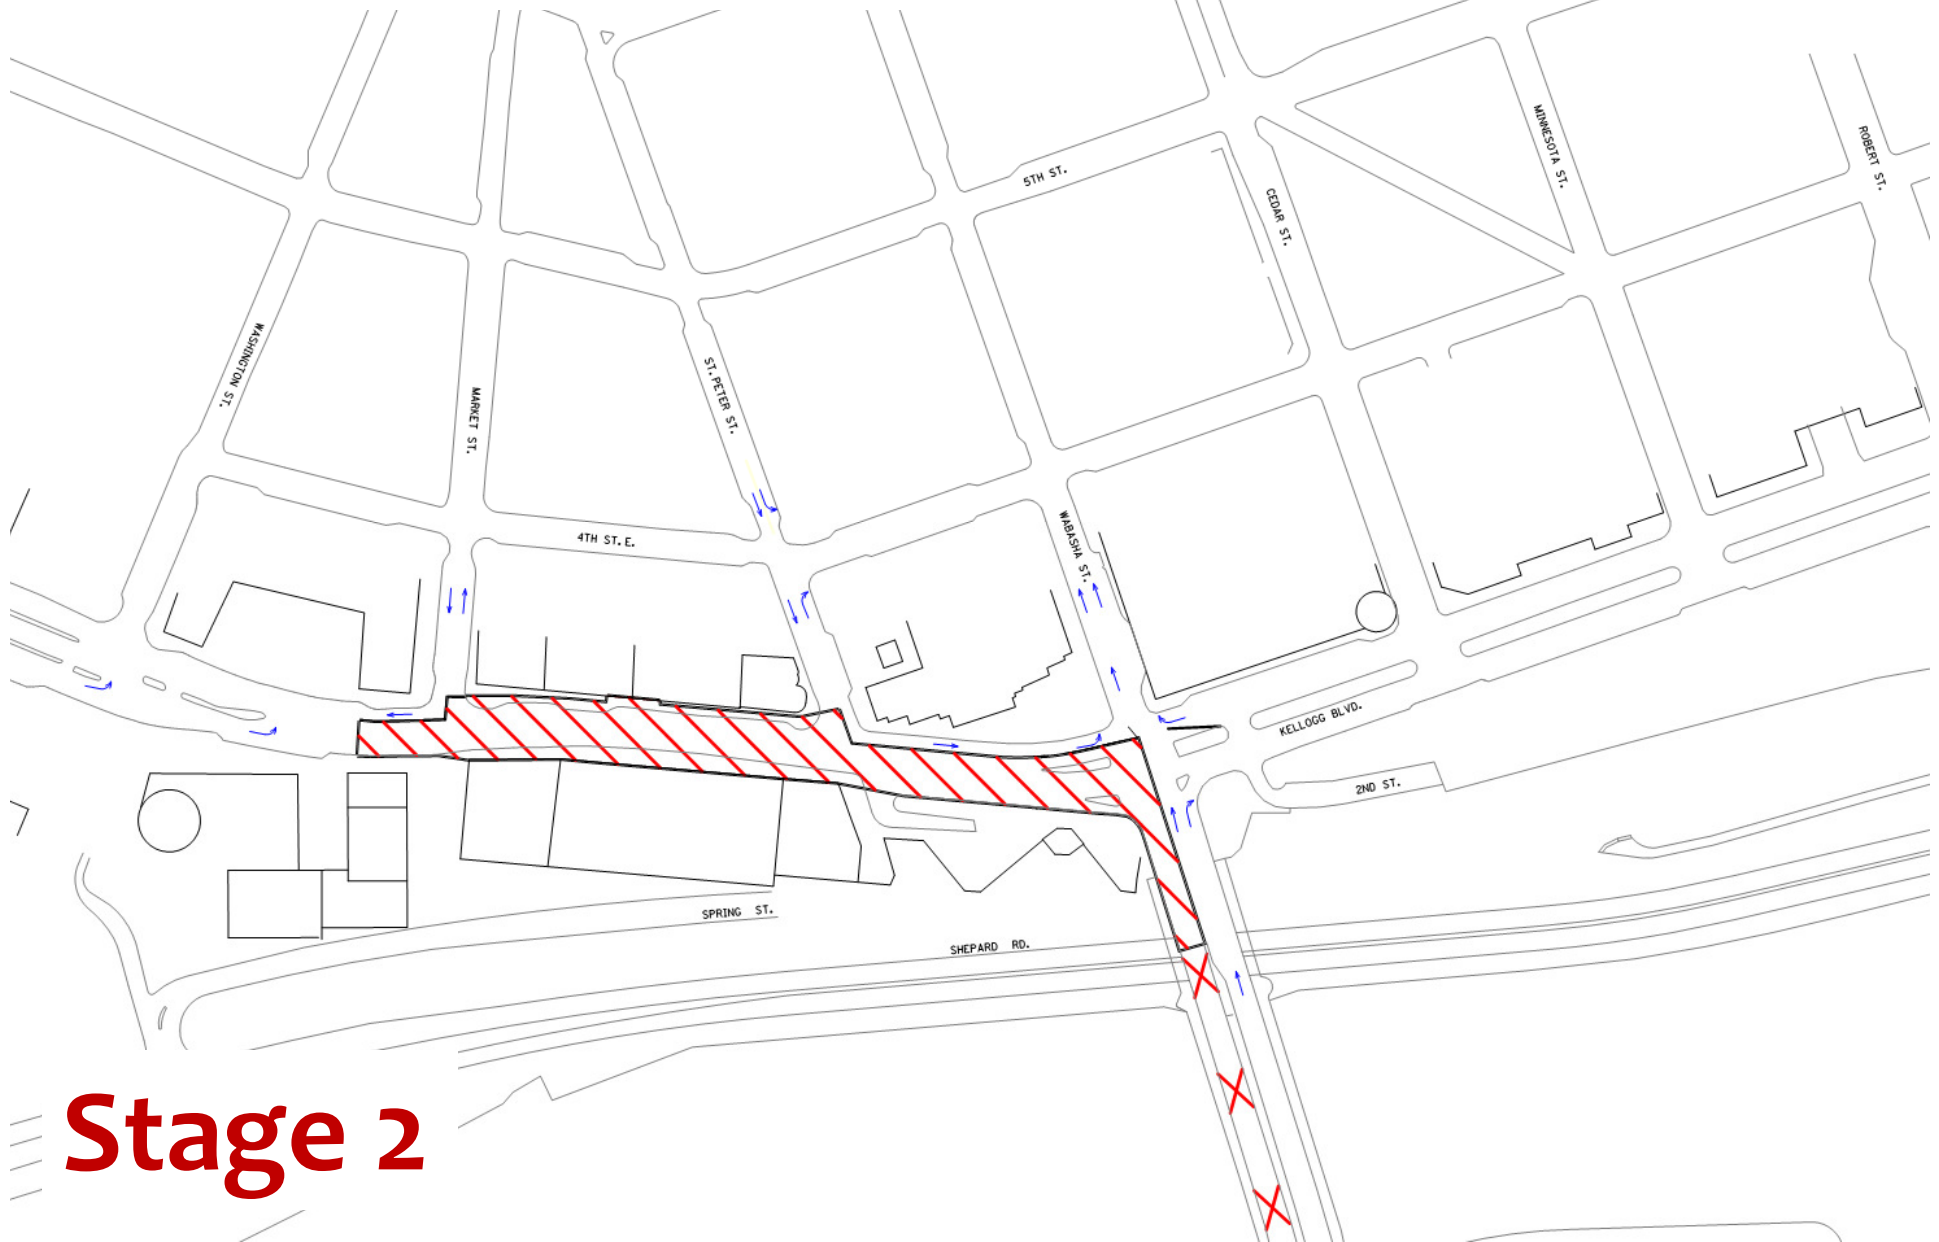 MINNESOTA ST.
ROBERT ST.
5TH ST.
CEDAR ST.
WASHINGTON ST.
MARKET ST.
ST. PETER ST.
4TH ST. E.
WABASHA ST.
KELLOGG BLVD.
2ND ST.
SPRING ST.
SHEPARD RD.
Stage 2